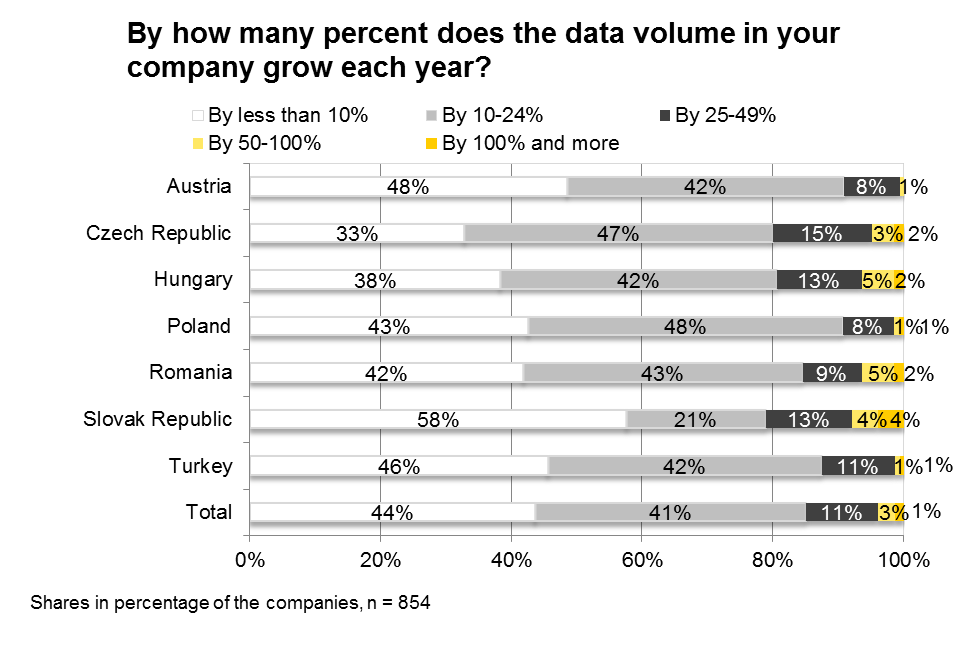 By how many percent does the data volume in your
company grow each year?
By less than 10% By 10-24% By 25-49%
By 50-100% By 100% and more
Austria 48% 42% 8% 1%
Czech Republic 33% 47% 15% 3% 2%
Hungary 38% 42% 13% 5% 2%
Poland 43% 48% 8% 1% 1%
Romania 42% 43% 9% 5% 2%
Slovak Republic 58% 21% 13% 4% 4%
Turkey 46% 42% 11% 1% 1%
Total 44% 41% 11% 3% 1%
0% 20% 40% 60% 80% 100%
Shares in percentage of the companies, n = 854